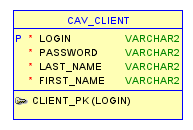 CAV_CLIENT
P * LOGIN VARCHAR2
* PASSWORD VARCHAR2
* LAST_NAME VARCHAR2
* FIRST_NAME VARCHAR2
CLIENT_PK (LOGIN)